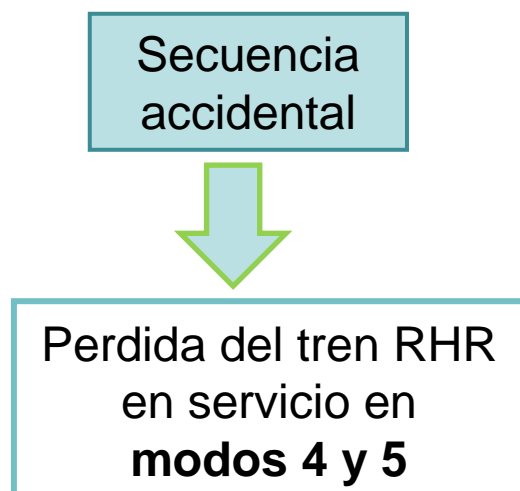 Secuencia
accidental
Perdida del tren RHR
en servicio en
modos 4 y 5